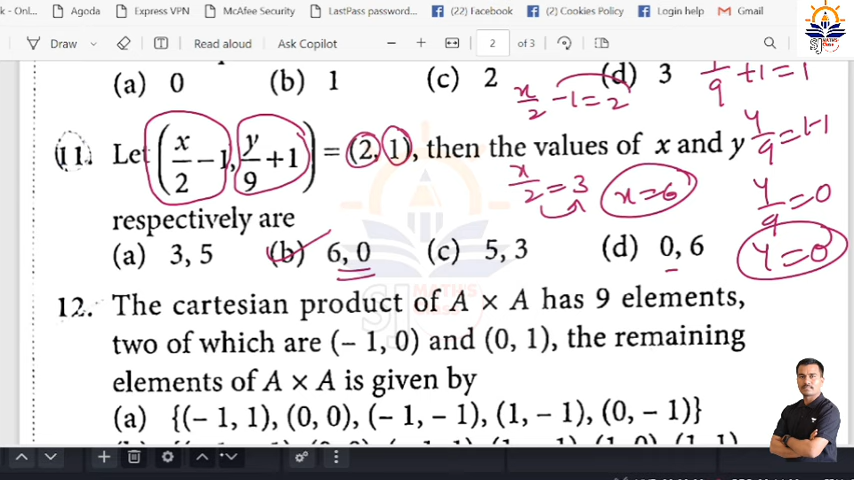 k - Onl... Agoda Express VPN McAfee Security LastPass password... (22) Facebook (2) Cookies Policy Login help Gmail
Draw Read aloud Ask Copilot 2 of 3
(a) 0 (b) 1 (c) 2 (d) 3
x/2 - 1 = 2
y/9 + 1 = 1
11. Let (x/2 − 1, y/9 + 1) = (2, 1), then the values of x and y
y/9 = 1-1
x/2 = 3 x = 6
y/9 = 0
respectively are
(a) 3, 5 (b) 6, 0 (c) 5, 3 (d) 0, 6
y = 0
12. The cartesian product of A × A has 9 elements,
two of which are (− 1, 0) and (0, 1), the remaining
elements of A × A is given by
(a) {(− 1, 1), (0, 0), (− 1, − 1), (1, − 1), (0, − 1)}